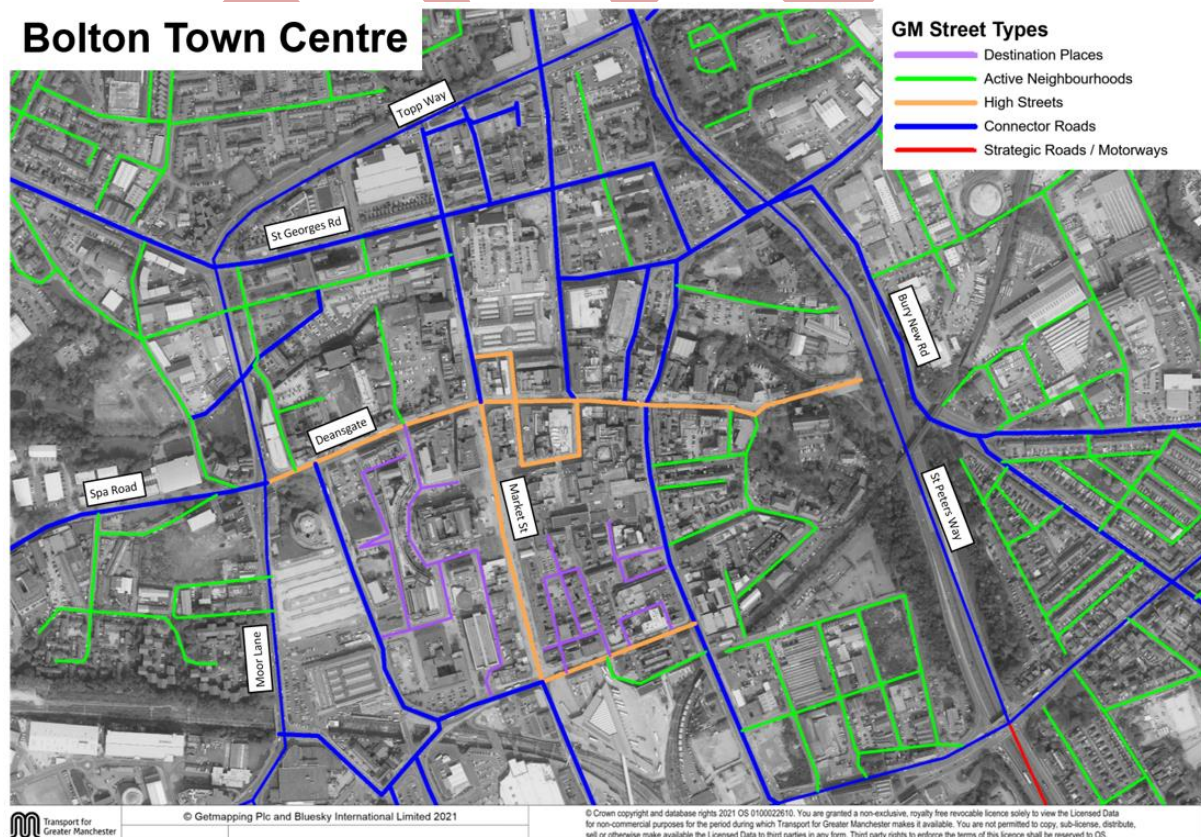 Bolton Town Centre
GM Street Types
Destination Places
Active Neighbourhoods
High Streets
Connector Roads
Strategic Roads / Motorways
Topp Way
St Georges Rd
Bury New Rd
Deansgate
Spa Road
Market St
St Peters Way
Moor Lane
Transport for
Greater Manchester
© Getmapping Plc and Bluesky International Limited 2021
© Crown copyright and database rights 2021 OS 0100022610. You are granted a non-exclusive, royalty free revocable licence solely to view the Licensed Data
for non-commercial purposes for the period during which Transport for Greater Manchester makes it available. You are not permitted to copy, sub-license, distribute,
sell or otherwise make available the Licensed Data to third parties in any form. Third party rights to enforce the terms of this licence shall be reserved to OS.